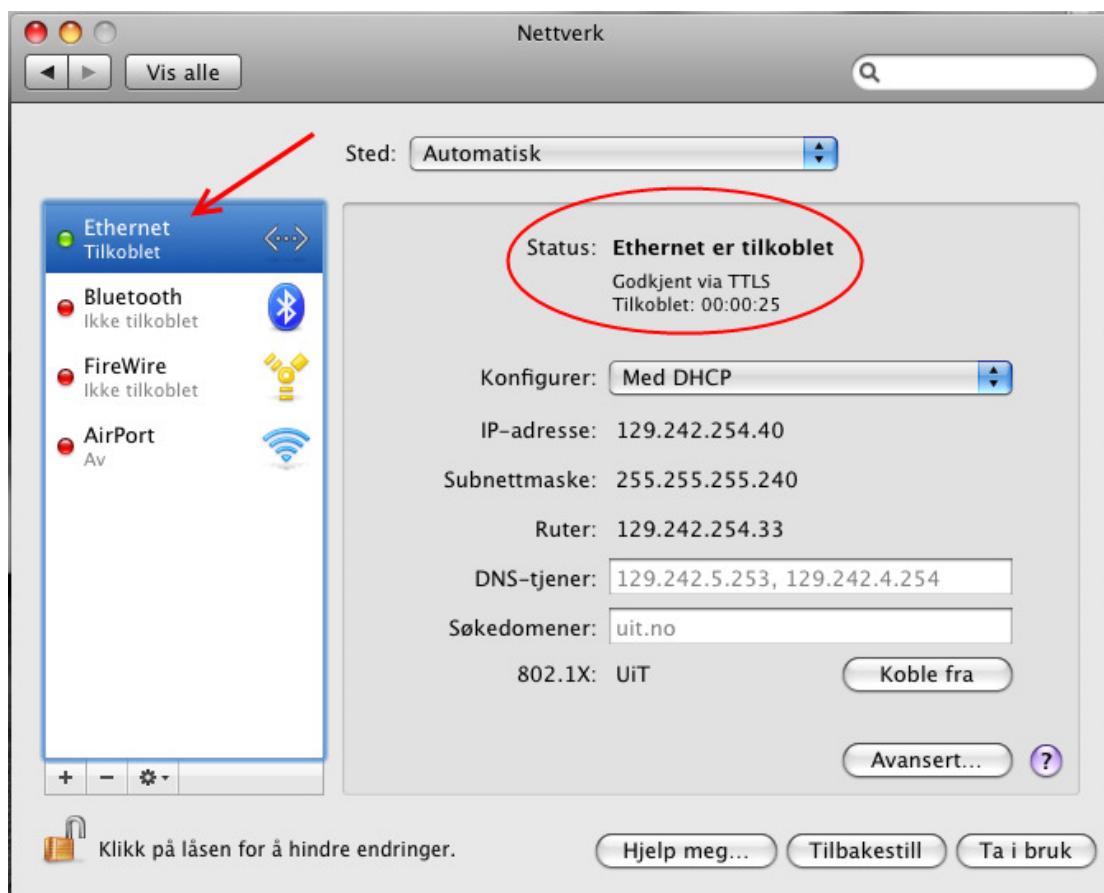 Nettverk
Vis alle
Sted: Automatisk
Ethernet
Tilkoblet
Bluetooth
Ikke tilkoblet
FireWire
Ikke tilkoblet
AirPort
Av
Status: Ethernet er tilkoblet
Godkjent via TTLS
Tilkoblet: 00:00:25
Konfigurer: Med DHCP
IP-adresse: 129.242.254.40
Subnettmaske: 255.255.255.240
Ruter: 129.242.254.33
DNS-tjener: 129.242.5.253, 129.242.4.254
Søkedomener: uit.no
802.1X: UiT Koble fra
Avansert... ?
Klikk på låsen for å hindre endringer.
Hjelp meg... Tilbakestill Ta i bruk